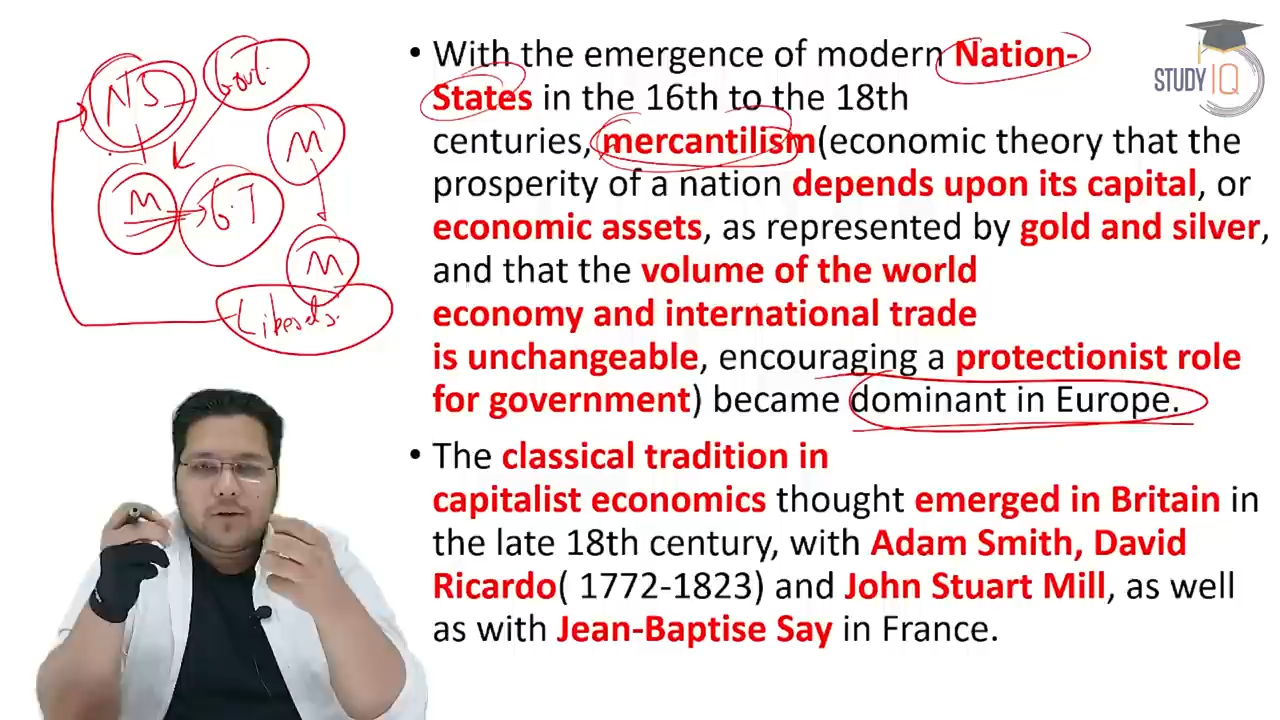 STUDY IQ
NS
Govt.
M
M
G.T
M
Liberals.
• With the emergence of modern Nation-
States in the 16th to the 18th
centuries, mercantilism(economic theory that the
prosperity of a nation depends upon its capital, or
economic assets, as represented by gold and silver,
and that the volume of the world
economy and international trade
is unchangeable, encouraging a protectionist role
for government) became dominant in Europe.
• The classical tradition in
capitalist economics thought emerged in Britain in
the late 18th century, with Adam Smith, David
Ricardo( 1772-1823) and John Stuart Mill, as well
as with Jean-Baptise Say in France.